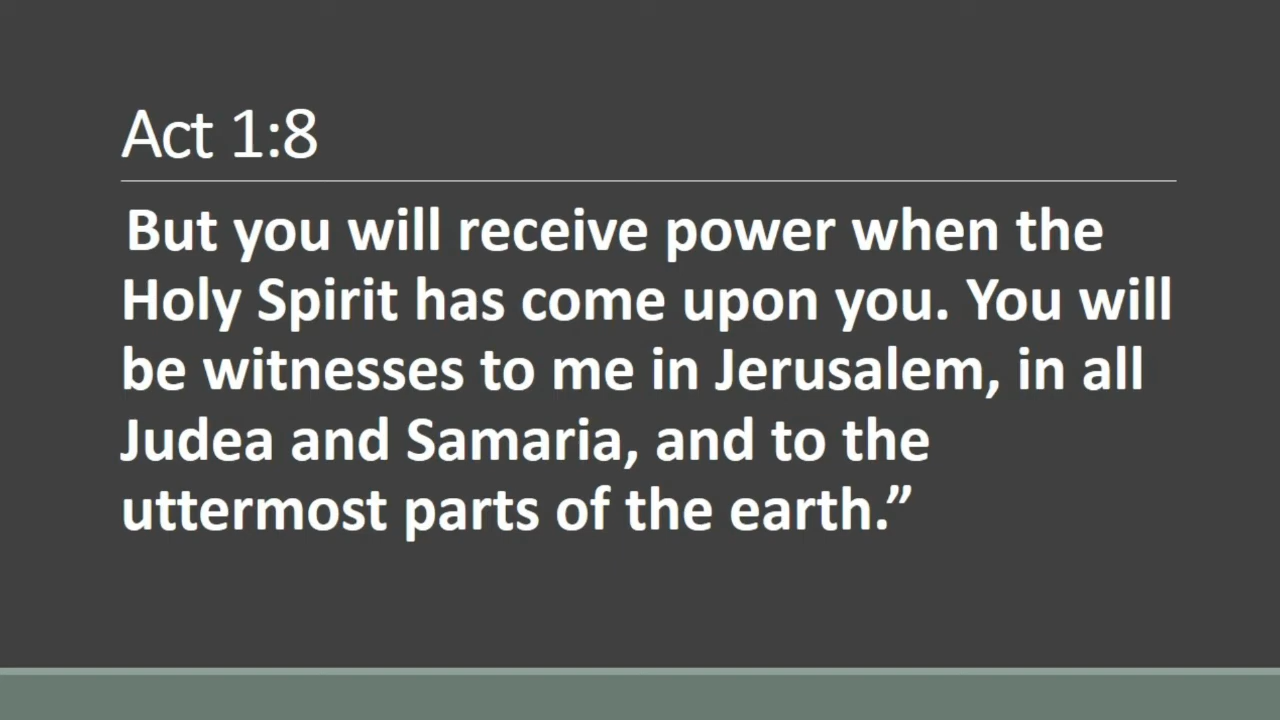 Act 1:8
But you will receive power when the
Holy Spirit has come upon you. You will
be witnesses to me in Jerusalem, in all
Judea and Samaria, and to the
uttermost parts of the earth.”